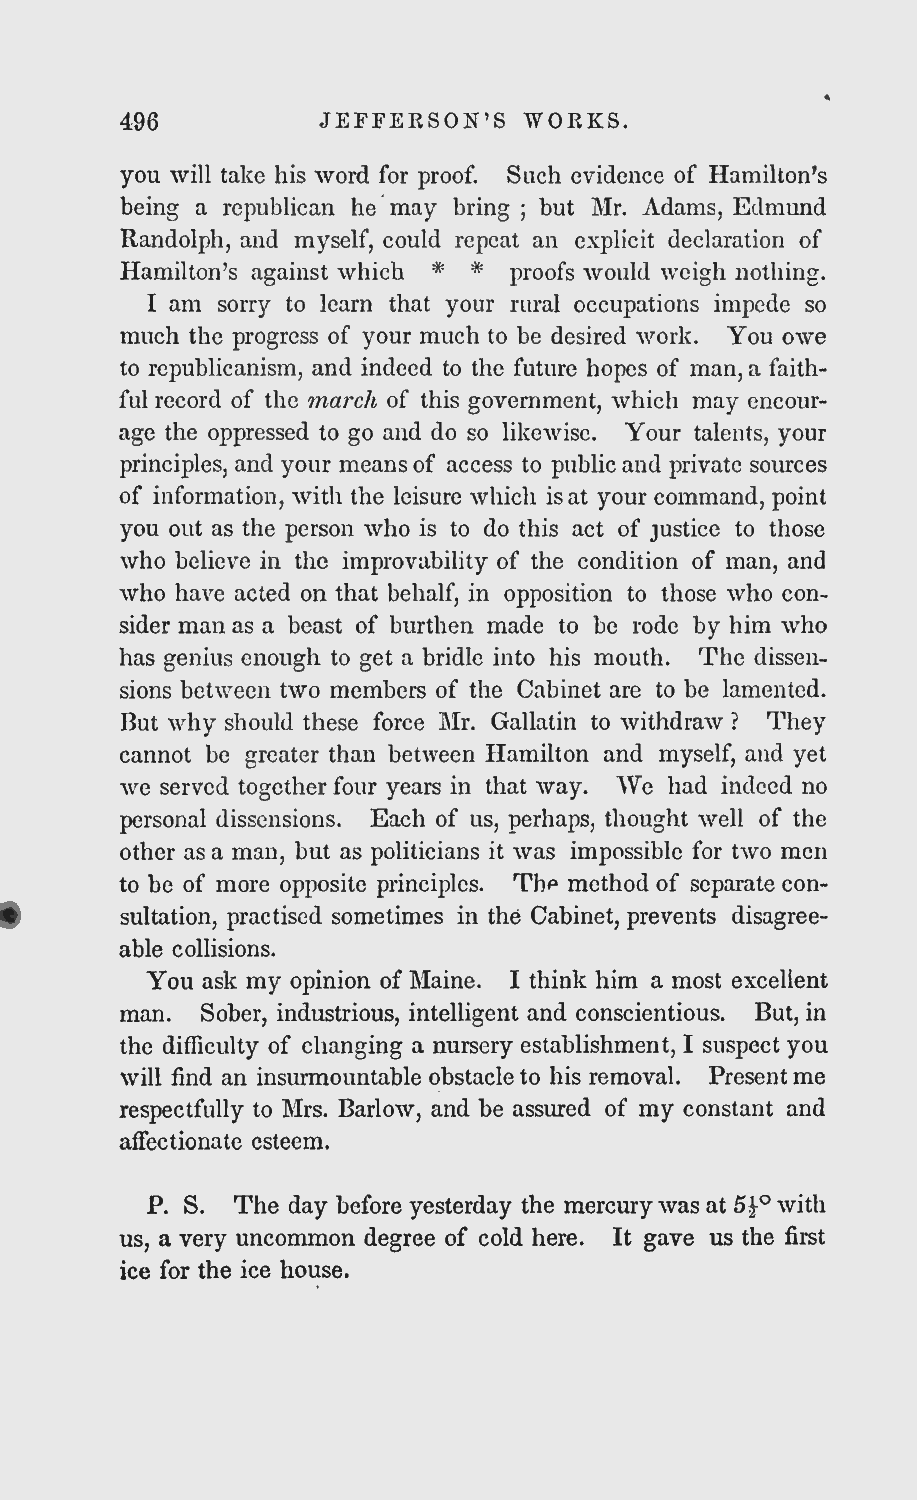 496 JEFFERSON'S WORKS.
you will take his word for proof. Such evidence of Hamilton's
being a republican he may bring ; but Mr. Adams, Edmund
Randolph, and myself, could repeat an explicit declaration of
Hamilton's against which * * proofs would weigh nothing.
I am sorry to learn that your rural occupations impede so
much the progress of your much to be desired work. You owe
to republicanism, and indeed to the future hopes of man, a faith-
ful record of the march of this government, which may encour-
age the oppressed to go and do so likewise. Your talents, your
principles, and your means of access to public and private sources
of information, with the leisure which is at your command, point
you out as the person who is to do this act of justice to those
who believe in the improvability of the condition of man, and
who have acted on that behalf, in opposition to those who con-
sider man as a beast of burthen made to be rode by him who
has genius enough to get a bridle into his mouth. The dissen-
sions between two members of the Cabinet are to be lamented.
But why should these force Mr. Gallatin to withdraw ? They
cannot be greater than between Hamilton and myself, and yet
we served together four years in that way. We had indeed no
personal dissensions. Each of us, perhaps, thought well of the
other as a man, but as politicians it was impossible for two men
to be of more opposite principles. The method of separate con-
sultation, practised sometimes in the Cabinet, prevents disagree-
able collisions.
You ask my opinion of Maine. I think him a most excellent
man. Sober, industrious, intelligent and conscientious. But, in
the difficulty of changing a nursery establishment, I suspect you
will find an insurmountable obstacle to his removal. Present me
respectfully to Mrs. Barlow, and be assured of my constant and
affectionate esteem.
P. S. The day before yesterday the mercury was at 5½° with
us, a very uncommon degree of cold here. It gave us the first
ice for the ice house.